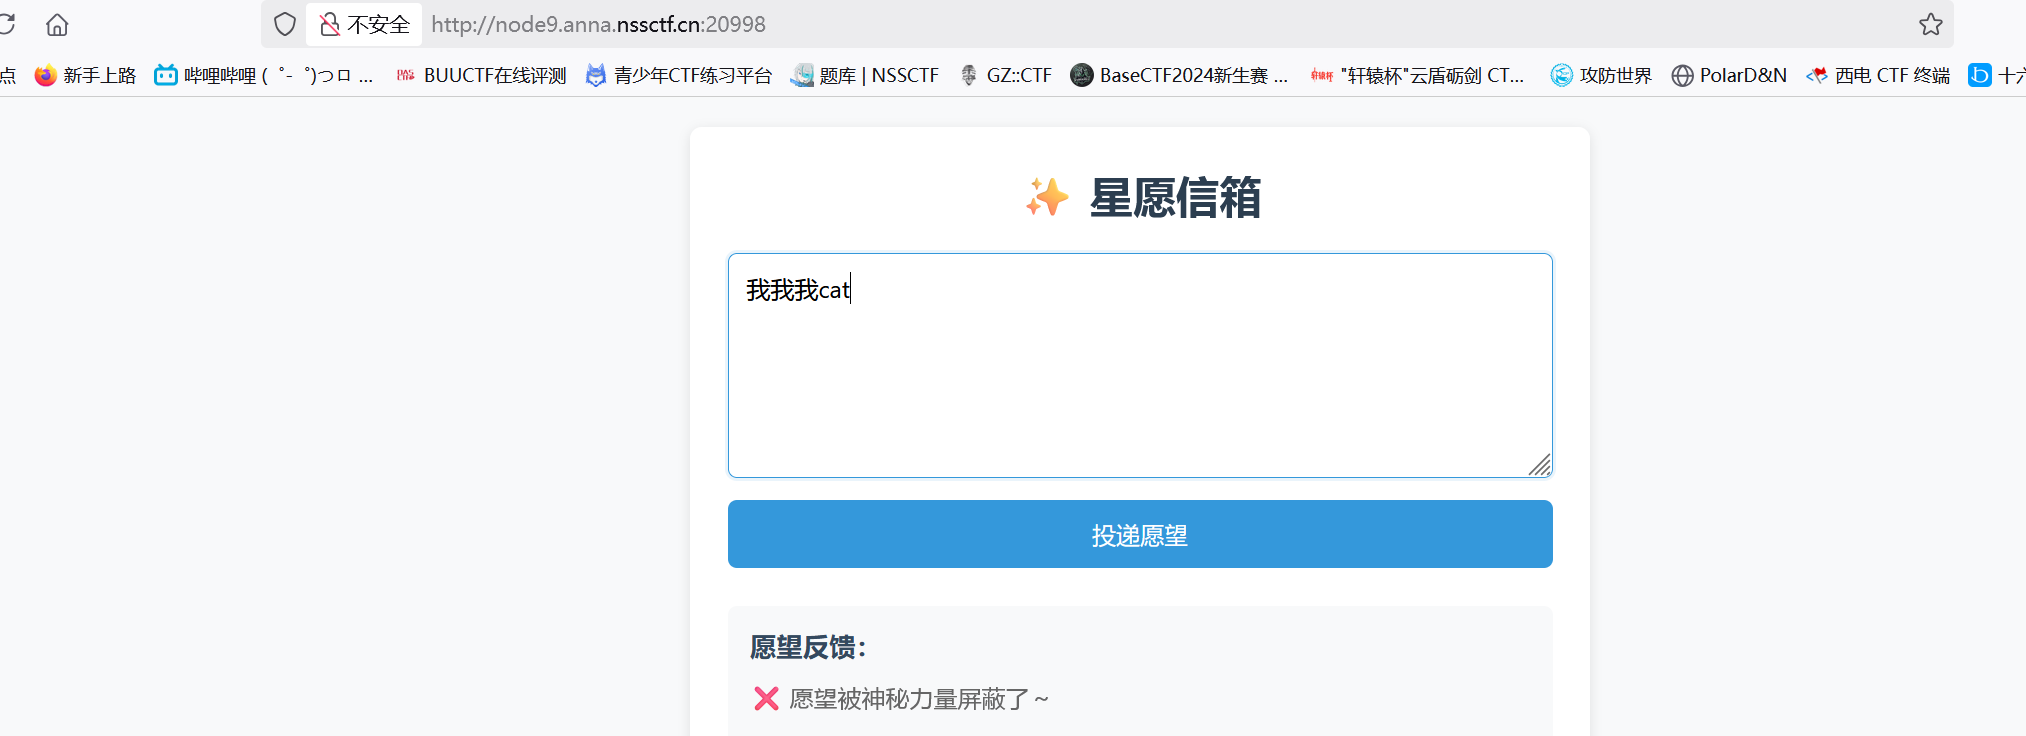 不安全 http://node9.anna.nssctf.cn:20998
点 新手上路 哔哩哔哩 ( ゜- ゜)つロ ... BUUCTF在线评测 青少年CTF练习平台 题库 | NSSCTF GZ::CTF BaseCTF2024新生赛 ... "轩辕杯"云盾砺剑 CT... 攻防世界 PolarD&N 西电 CTF 终端 十六
星愿信箱
我我我cat
投递愿望
愿望反馈：
愿望被神秘力量屏蔽了～